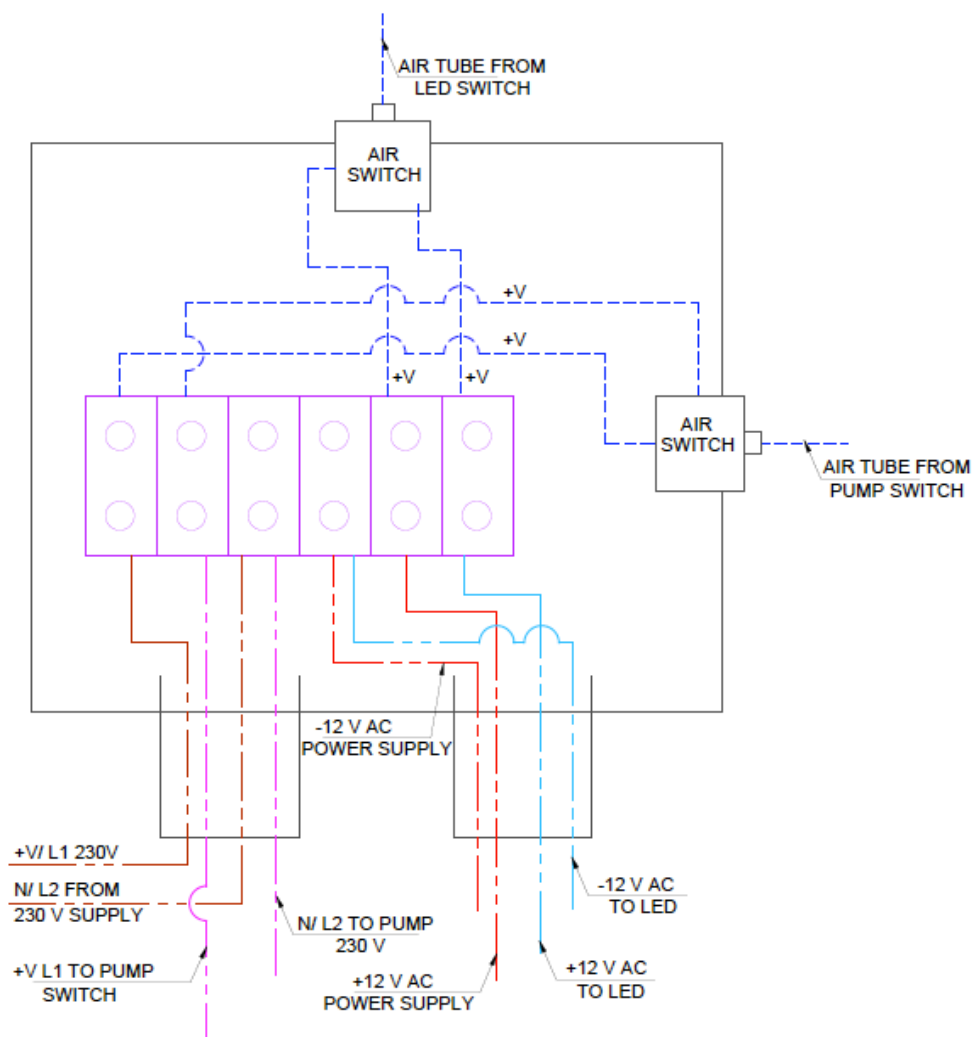 AIR TUBE FROM
LED SWITCH
AIR
SWITCH
+V
+V
+V
+V
AIR
SWITCH
AIR TUBE FROM
PUMP SWITCH
-12 V AC
POWER SUPPLY
+V/ L1 230V
N/ L2 FROM
230 V SUPPLY
+V L1 TO PUMP
SWITCH
N/ L2 TO PUMP
230 V
+12 V AC
POWER SUPPLY
-12 V AC
TO LED
+12 V AC
TO LED